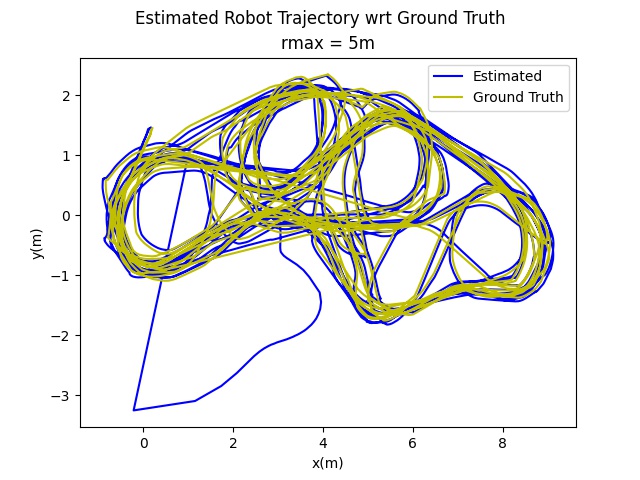 Estimated Robot Trajectory wrt Ground Truth
rmax = 5m
Estimated
Ground Truth
2
1
0
−1
−2
−3
y(m)
0 2 4 6 8
x(m)